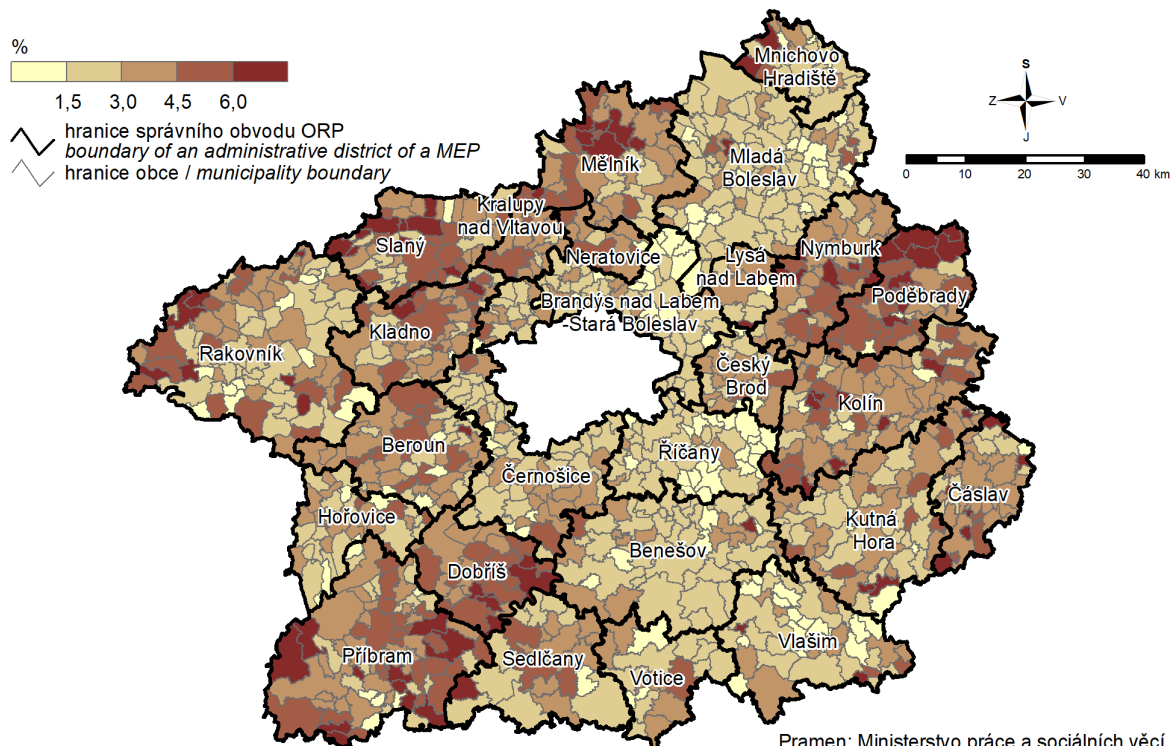 %
1,5 3,0 4,5 6,0
hranice správního obvodu ORP
boundary of an administrative district of a MEP
hranice obce / municipality boundary
S
Z V
J
0 10 20 30 40 km
Mnichovo
Hradiště
Mělník
Mladá
Boleslav
Kralupy
nad Vltavou
Slaný
Neratovice
Lysá
nad Labem
Nymburk
Poděbrady
Brandýs nad Labem
-Stará Boleslav
Kladno
Rakovník
Český
Brod
Kolín
Beroun
Říčany
Černošice
Čáslav
Hořovice
Kutná
Hora
Benešov
Dobříš
Vlašim
Příbram
Sedlčany
Votice
Pramen: Ministerstvo práce a sociálních věcí